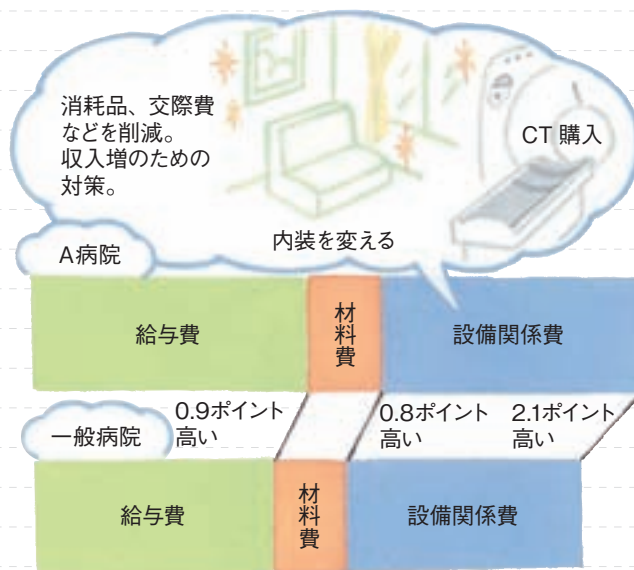 消耗品、交際費
などを削減。
収入増のための
対策。
CT 購入
内装を変える
A病院
給与費
材料費
設備関係費
0.9ポイント
高い
0.8ポイント
高い
2.1ポイント
高い
一般病院
給与費
材料費
設備関係費